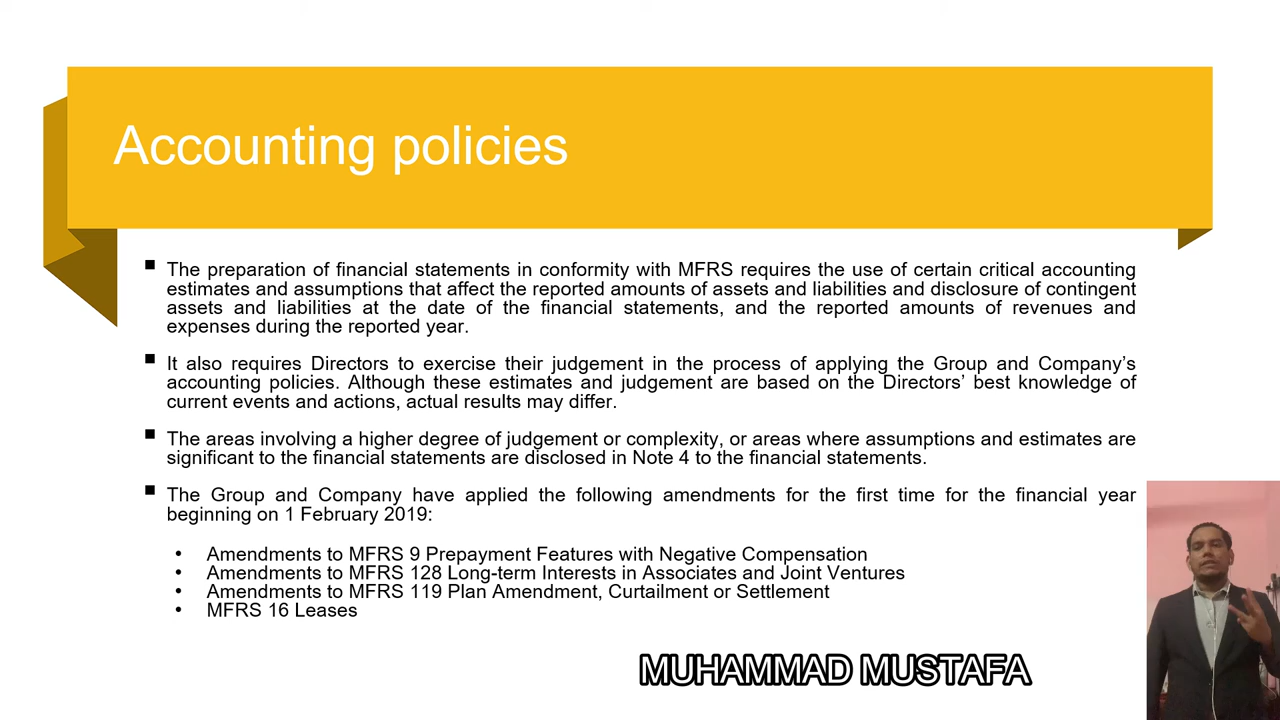 Accounting policies
The preparation of financial statements in conformity with MFRS requires the use of certain critical accounting
estimates and assumptions that affect the reported amounts of assets and liabilities and disclosure of contingent
assets and liabilities at the date of the financial statements, and the reported amounts of revenues and
expenses during the reported year.
It also requires Directors to exercise their judgement in the process of applying the Group and Company's
accounting policies. Although these estimates and judgement are based on the Directors' best knowledge of
current events and actions, actual results may differ.
The areas involving a higher degree of judgement or complexity, or areas where assumptions and estimates are
significant to the financial statements are disclosed in Note 4 to the financial statements.
The Group and Company have applied the following amendments for the first time for the financial year
beginning on 1 February 2019:
• Amendments to MFRS 9 Prepayment Features with Negative Compensation
• Amendments to MFRS 128 Long-term Interests in Associates and Joint Ventures
• Amendments to MFRS 119 Plan Amendment, Curtailment or Settlement
• MFRS 16 Leases
MUHAMMAD MUSTAFA